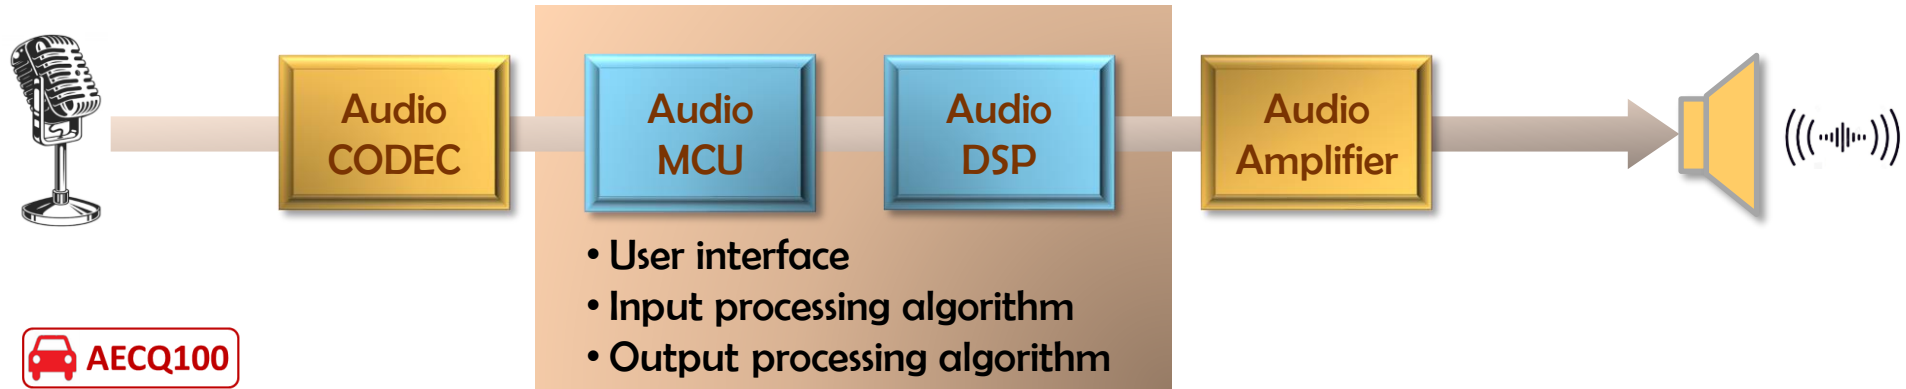 Audio
CODEC
Audio
MCU
Audio
DSP
Audio
Amplifier
• User interface
• Input processing algorithm
• Output processing algorithm
AECQ100